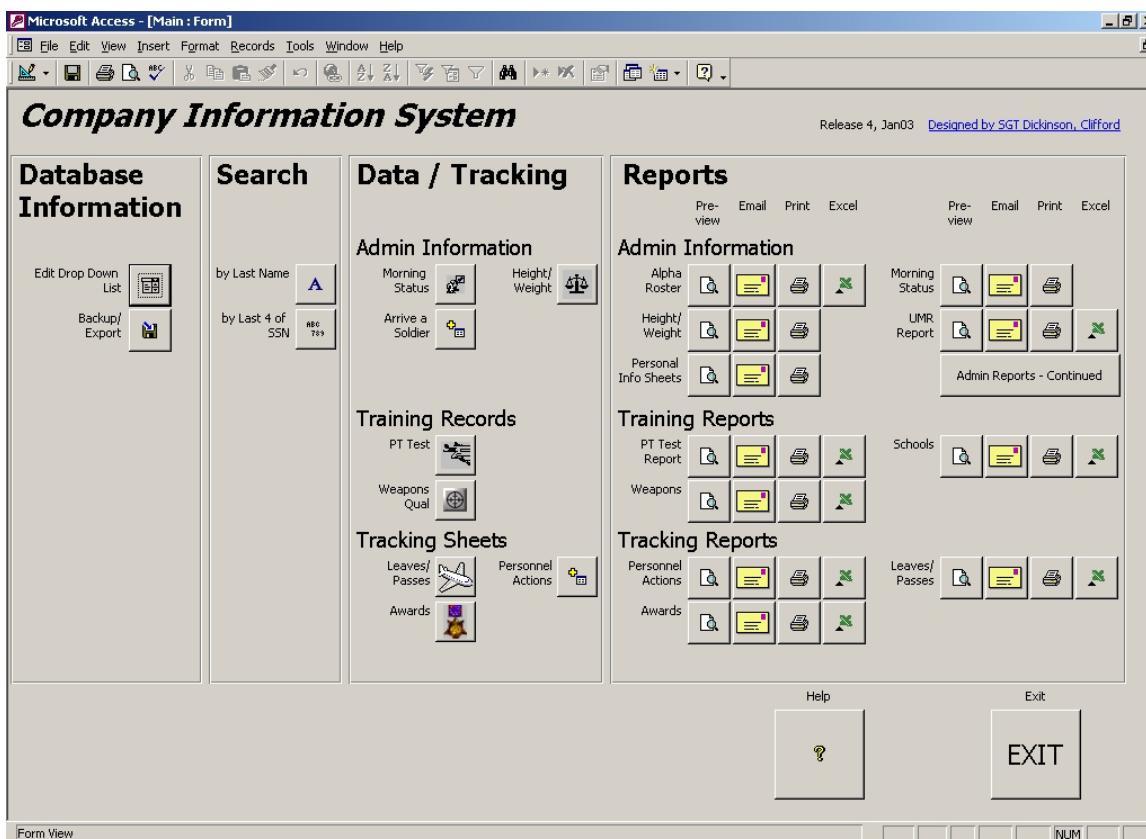 Microsoft Access - [Main : Form]
File Edit View Insert Format Records Tools Window Help
Company Information System
Release 4, Jan03 Designed by SGT Dickinson, Clifford
Database
Information
Edit Drop Down
List
Backup/
Export
Search
by Last Name
A
by Last 4 of
SSN
ABC
789
Data / Tracking
Admin Information
Morning
Status
Height/
Weight
Arrive a
Soldier
Training Records
PT Test
Weapons
Qual
Tracking Sheets
Leaves/
Passes
Personnel
Actions
Awards
Reports
Pre-
view
Email
Print
Excel
Pre-
view
Email
Print
Excel
Admin Information
Alpha
Roster
Morning
Status
Height/
Weight
UMR
Report
Personal
Info Sheets
Admin Reports - Continued
Training Reports
PT Test
Report
Schools
Weapons
Tracking Reports
Personnel
Actions
Leaves/
Passes
Awards
Help
?
Exit
EXIT
Form View
NUM